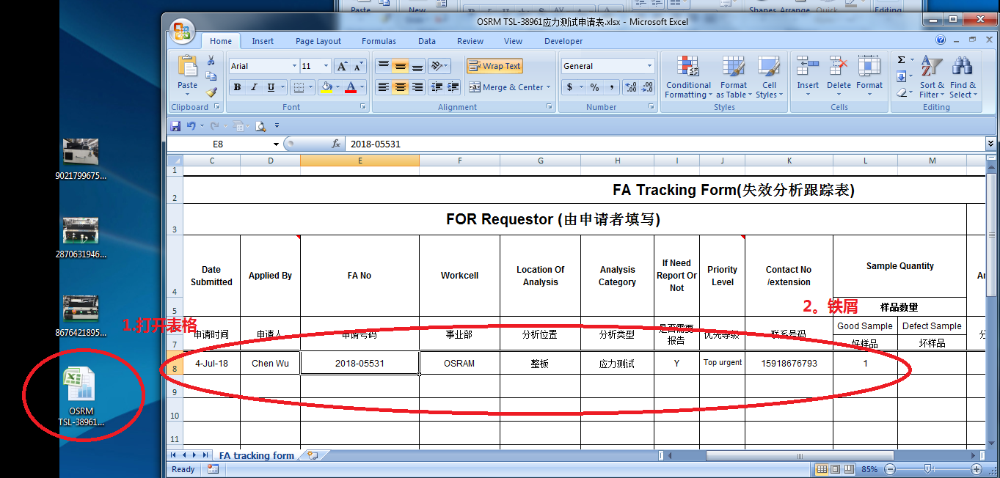 Paste
New
Shapes Arrange Quick
Editing
OSRM TSL-38961应力测试申请表.xlsx - Microsoft Excel
Home Insert Page Layout Formulas Data Review View Developer
Arial 11
Wrap Text
General
Paste
B I U
Merge & Center
$ % ,
Conditional Formatting
Format as Table
Cell Styles
Insert Delete Format
Sort & Filter
Find & Select
Clipboard Font Alignment Number Styles Cells Editing
E8 fx 2018-05531
C D E F G H I J K L M
1
2 FA Tracking Form(失效分析跟踪表)
3 FOR Requestor (由申请者填写)
4
Date Submitted
Applied By
FA No
Workcell
Location Of Analysis
Analysis Category
If Need Report Or Not
Priority Level
Contact No /extension
Sample Quantity
2。铁屑
5 样品数量
1.打开表格
Good Sample Defect Sample
7 申请时间 申请人 申请号码 事业部 分析位置 分析类型 是否需要报告 优先等级 联系号码 好样品 坏样品
8 4-Jul-18 Chen Wu 2018-05531 OSRAM 整板 应力测试 Y Top urgent 15918676793 1
9
10
11
FA tracking form
Ready 85%
9021799675...
2870631946...
8676421895...
OSRM
TSL-38961...